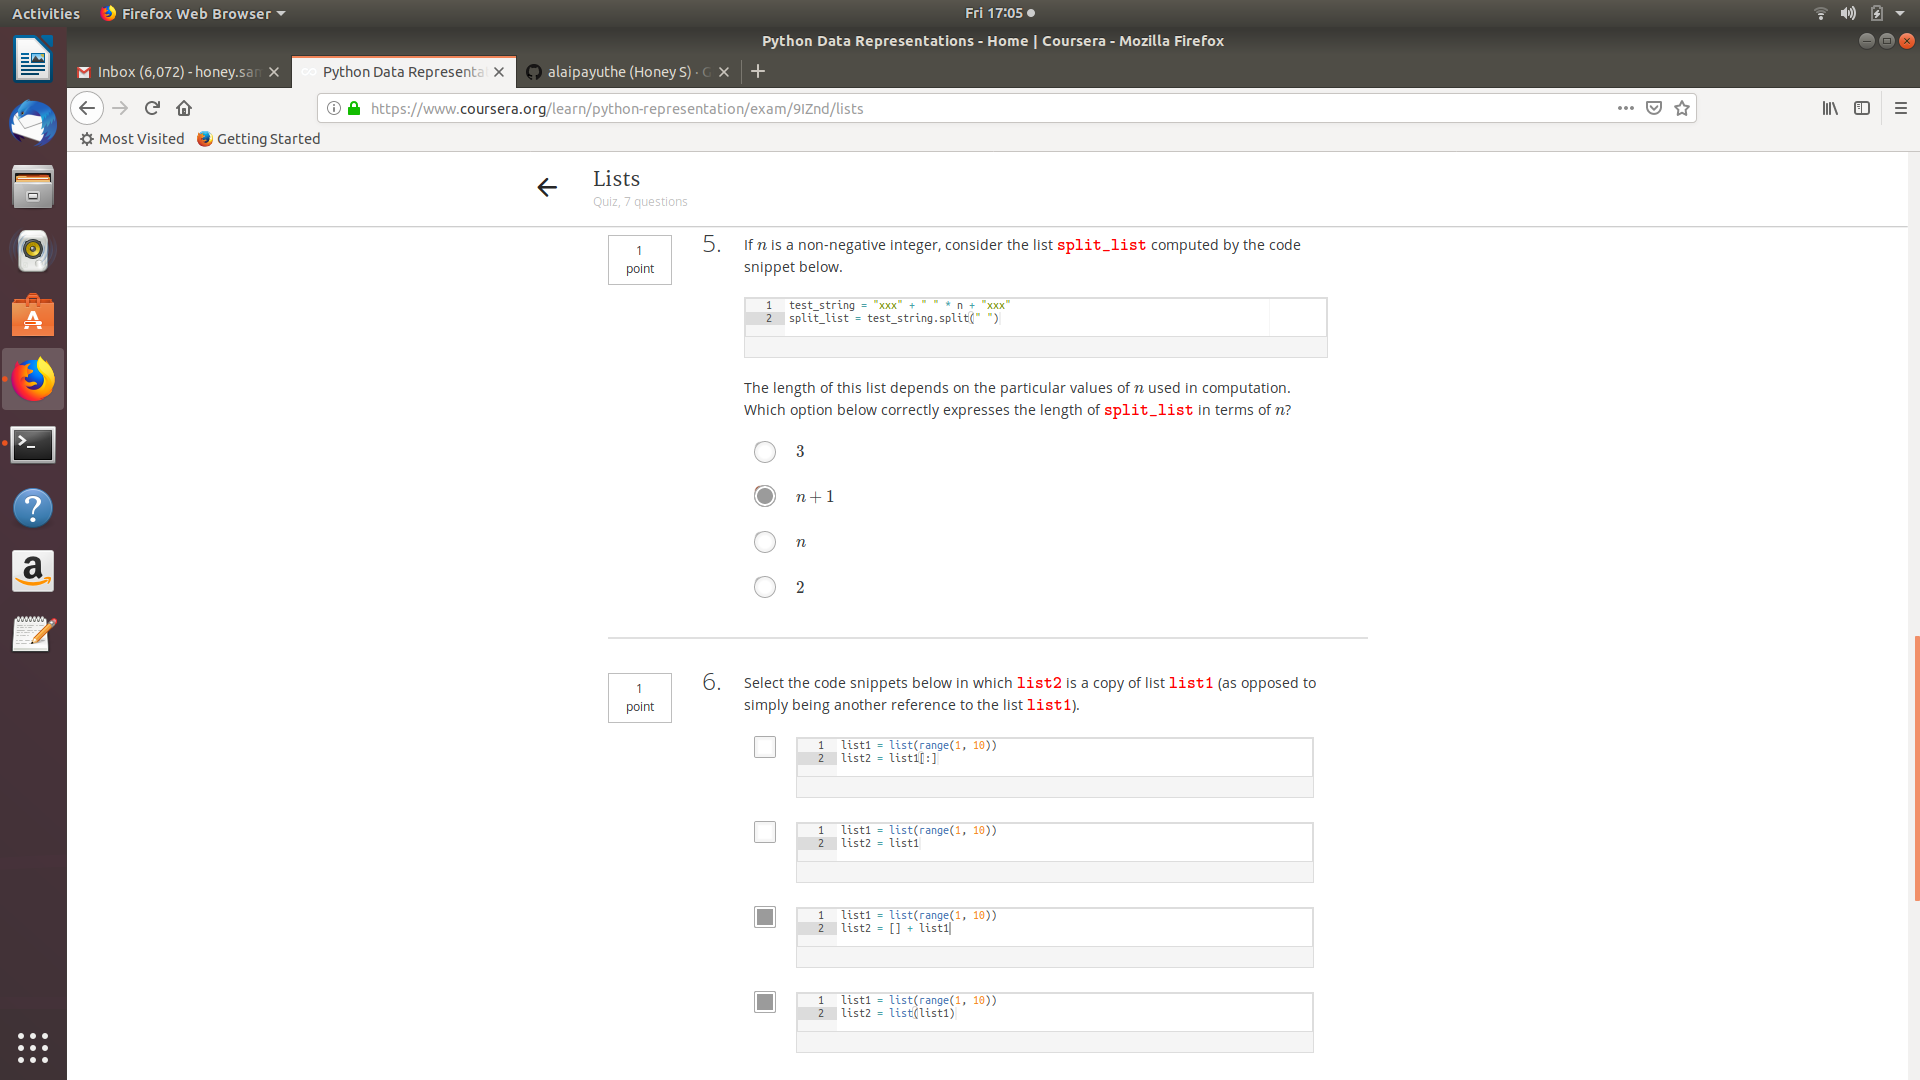 Activities Firefox Web Browser Fri 17:05
Python Data Representations - Home | Coursera - Mozilla Firefox
Inbox (6,072) - honey.san Python Data Representa alaipayuthe (Honey S) ·
https://www.coursera.org/learn/python-representation/exam/9IZnd/lists
Most Visited Getting Started
Lists
Quiz, 7 questions
1
point
5. If n is a non-negative integer, consider the list split_list computed by the code
snippet below.
1 test_string = "xxx" + " " * n + "xxx"
2 split_list = test_string.split(" ")
The length of this list depends on the particular values of n used in computation.
Which option below correctly expresses the length of split_list in terms of n?
3
n + 1
n
2
1
point
6. Select the code snippets below in which list2 is a copy of list list1 (as opposed to
simply being another reference to the list list1).
1 list1 = list(range(1, 10))
2 list2 = list1[:]
1 list1 = list(range(1, 10))
2 list2 = list1
1 list1 = list(range(1, 10))
2 list2 = [] + list1
1 list1 = list(range(1, 10))
2 list2 = list(list1)